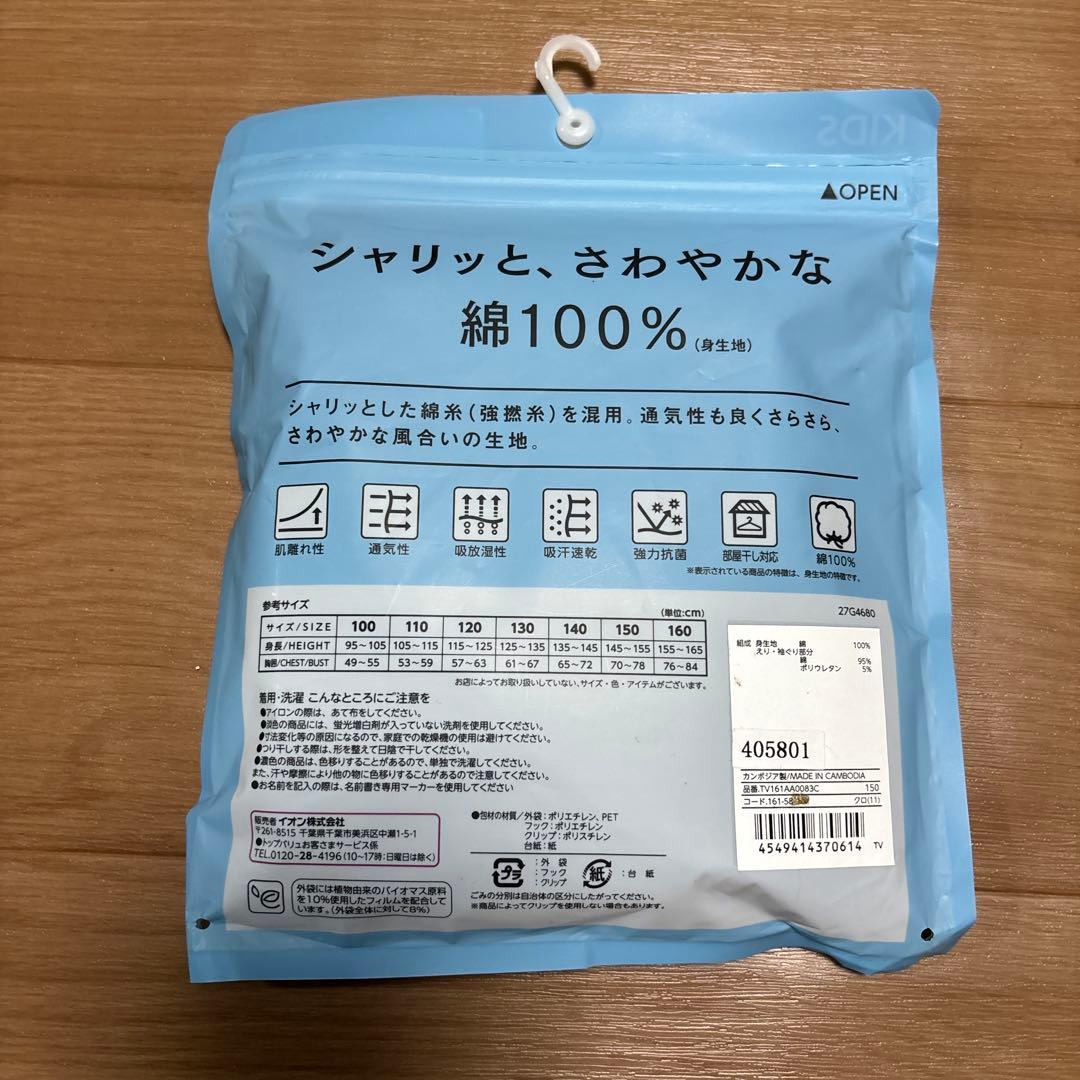 KIDS
▲OPEN
シャリッと、さわやかな
綿100%(身生地)
シャリッとした綿糸(強撚糸)を混用。通気性も良くさらさら、
さわやかな風合いの生地。
肌離れ性 通気性 吸放湿性 吸汗速乾 強力抗菌 部屋干し対応 綿100%
※表示されている商品の特徴は、身生地の特徴です。
参考サイズ (単位:cm) 27G4680
サイズ/SIZE 100 110 120 130 140 150 160
身長/HEIGHT 95~105 105~115 115~125 125~135 135~145 145~155 155~165
胸囲/CHEST/BUST 49~55 53~59 57~63 61~67 65~72 70~78 76~84
お店によってお取り扱いしていない、サイズ・色・アイテムがございます。
着用・洗濯 こんなところにご注意を
●アイロンの際は、あて布をしてください。
●淡色の商品には、蛍光増白剤が入っていない洗剤を使用してください。
●寸法変化等の原因になるので、家庭での乾燥機の使用は避けてください。
●つり干しする際は、形を整えて日陰で干してください。
●濃色の商品は、色移りすることがあるので、単独で洗濯してください。
また、汗や摩擦により他の物に色移りすることがあるので注意してください。
●お名前を記入の際は、名前書き専用マーカーを使用してください
販売者 イオン株式会社
〒261-8515 千葉県千葉市美浜区中瀬1-5-1
●トップバリュお客さまサービス係
TEL.0120-28-4196(10~17時:日曜日は除く)
外袋には植物由来のバイオマス原料
を10%使用したフィルムを配合して
います。(外袋全体に対して8%)
●包材の材質/外袋:ポリエチレン、PET
フック:ポリエチレン
クリップ:ポリスチレン
台紙:紙
プラ :外袋
:フック
:クリップ
紙 :台紙
ごみの分別は自治体の区分にしたがってください。
※商品によってクリップを使用しない場合もあります。
組成 身生地 綿 100%
えり・袖ぐり部分
綿 95%
ポリウレタン 5%
405801
カンボジア製/MADE IN CAMBODIA
品番.TV161AA0083C 150
コード.161-58 クロ(11)
4549414370614 TV